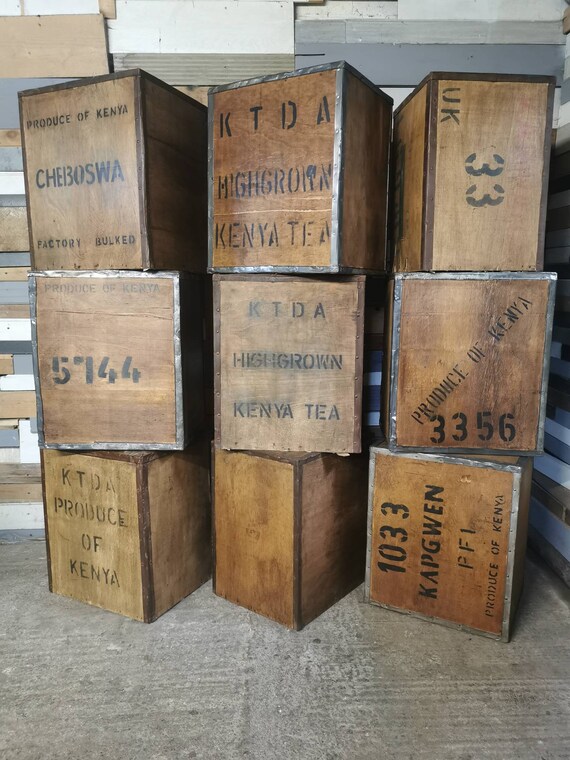 PRODUCE OF KENYA
CHEBOSWA
FACTORY BULKED
KTDA
HIGHGROWN
KENYA TEA
UK
33
PRODUCE OF KENYA
5744
KTDA
HIGHGROWN
KENYA TEA
PRODUCE OF KENYA
3356
KTDA
PRODUCE
OF
KENYA
1033
KAPGWEN
PF1
PRODUCE OF KENYA